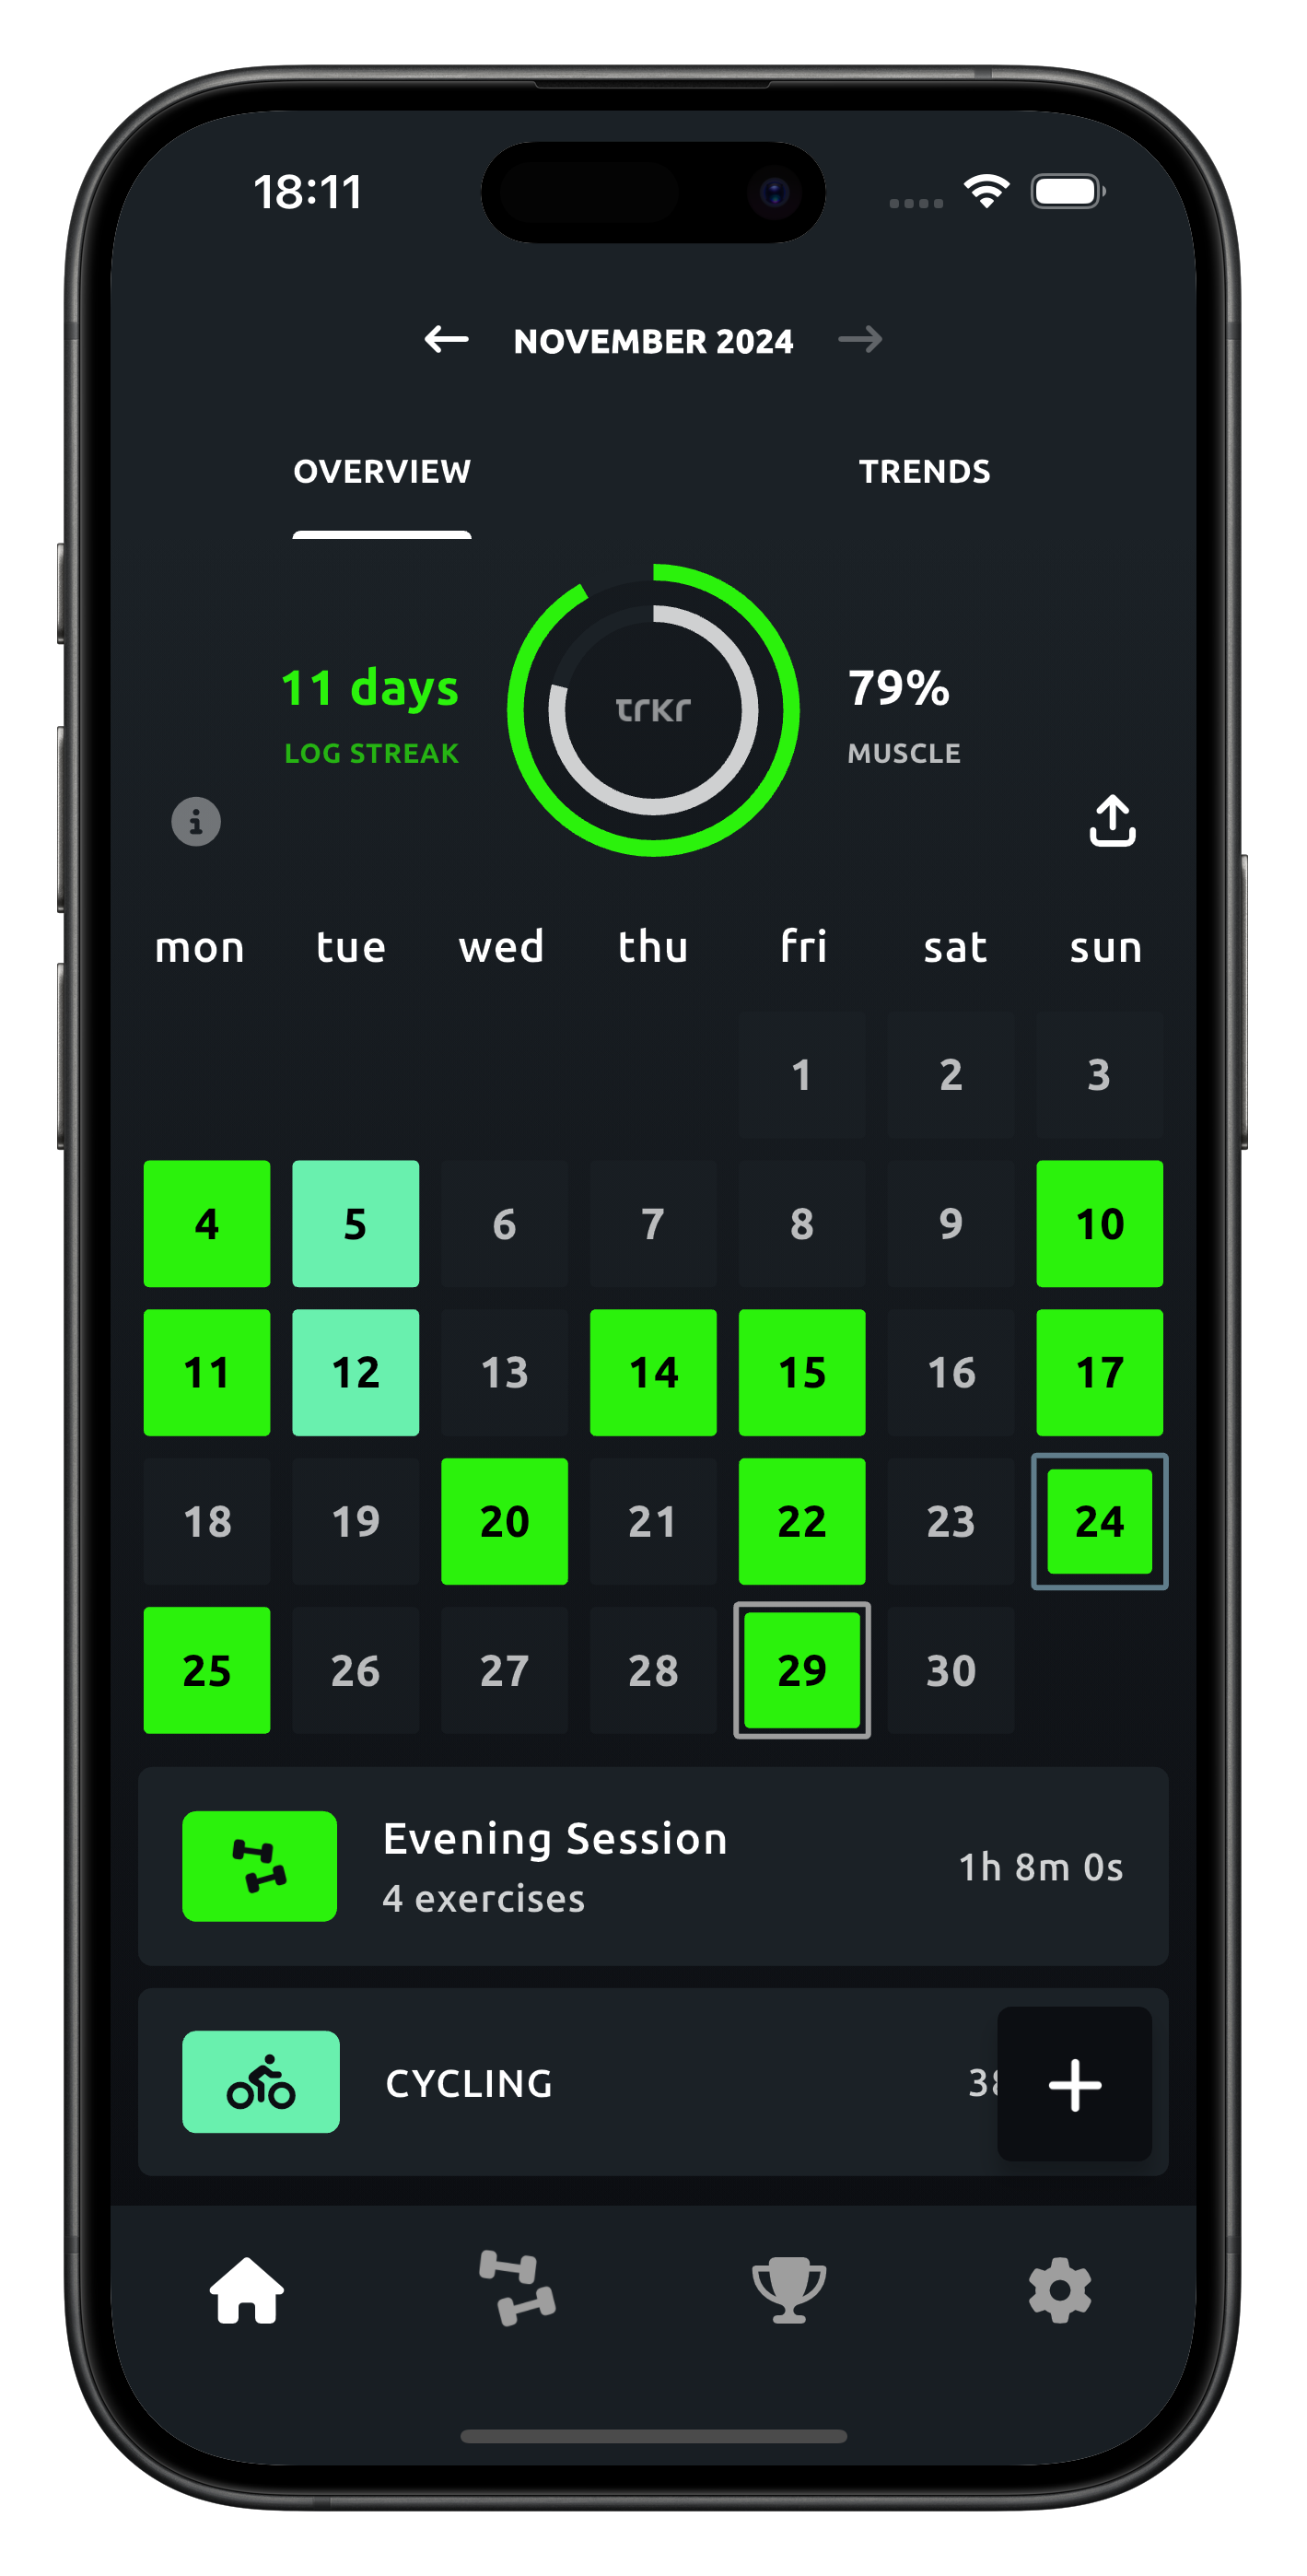 18:11
NOVEMBER 2024
OVERVIEW TRENDS
11 days
LOG STREAK
trkr
79%
MUSCLE
mon tue wed thu fri sat sun
1 2 3
4 5 6 7 8 9 10
11 12 13 14 15 16 17
18 19 20 21 22 23 24
25 26 27 28 29 30
Evening Session
4 exercises
1h 8m 0s
CYCLING